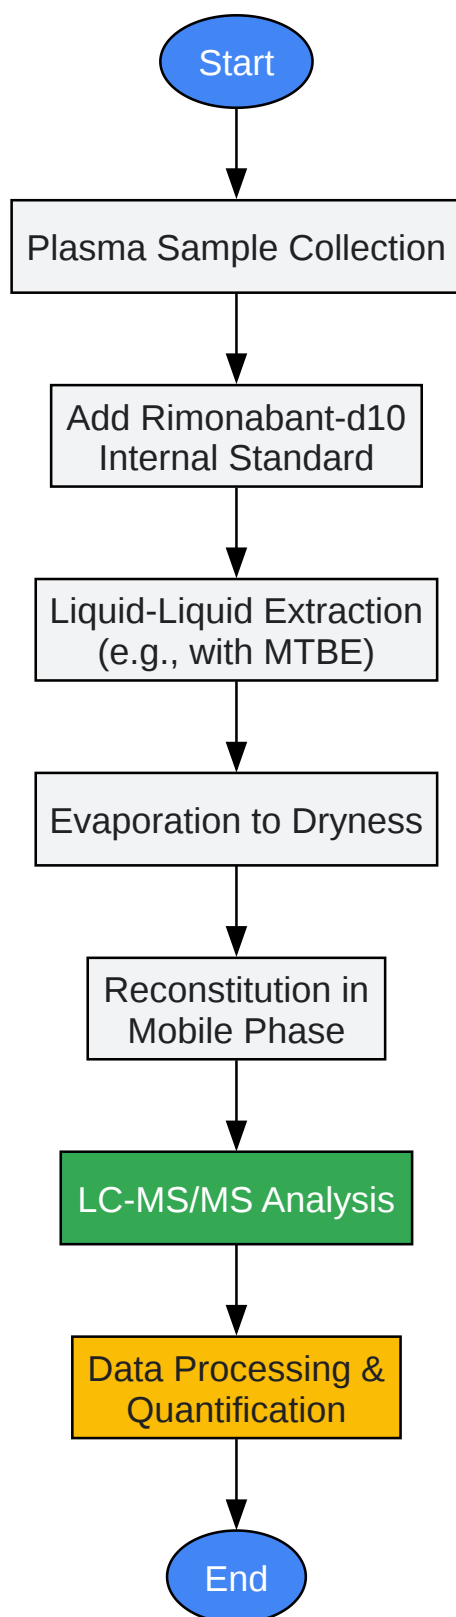 Start
Plasma Sample Collection
Add Rimonabant-d10
Internal Standard
Liquid-Liquid Extraction
(e.g., with MTBE)
Evaporation to Dryness
Reconstitution in
Mobile Phase
LC-MS/MS Analysis
Data Processing &
Quantification
End